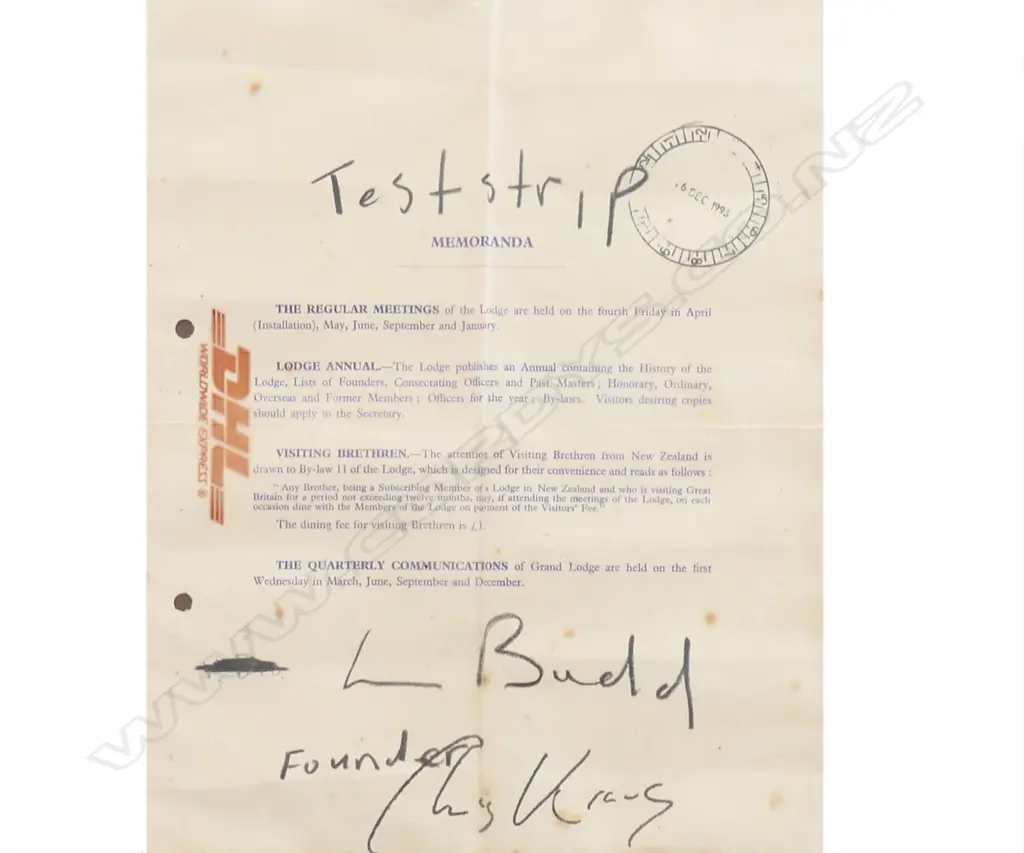 Teststrip
6 DEC 1995
MEMORANDA
THE REGULAR MEETINGS of the Lodge are held on the fourth Friday in April
(Installation), May, June, September and January.
LODGE ANNUAL.—The Lodge publishes an Annual containing the History of the
Lodge, Lists of Founders, Consecrating Officers and Past Masters; Honorary, Ordinary,
Overseas and Former Members; Officers for the year; By-laws. Visitors desiring copies
should apply to the Secretary.
VISITING BRETHREN.—The attention of Visiting Brethren from New Zealand is
drawn to By-law 11 of the Lodge, which is designed for their convenience and reads as follows:
"Any Brother, being a Subscribing Member of a Lodge in New Zealand and who is visiting Great
Britain for a period not exceeding twelve months, may, if attending the meetings of the Lodge, on each
occasion dine with the Members of the Lodge on payment of the Visitors' Fee."
The dining fee for visiting Brethren is £1.
THE QUARTERLY COMMUNICATIONS of Grand Lodge are held on the first
Wednesday in March, June, September and December.
DHL
WORLDWIDE EXPRESS ®
L Budd
Founder
Kraus
WWW.CORDYS.CO.NZ